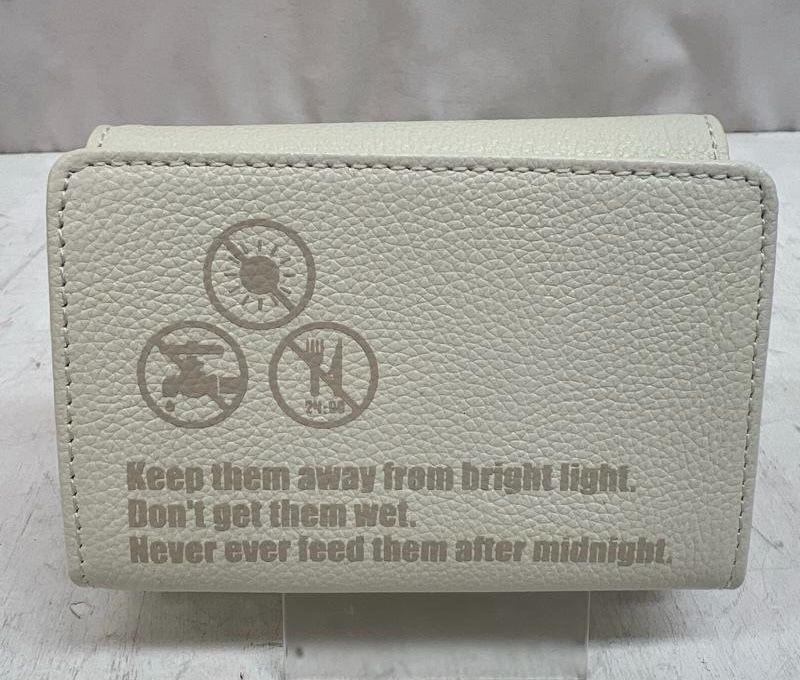 24:00
Keep them away from bright light.
Don't get them wet.
Never ever feed them after midnight.